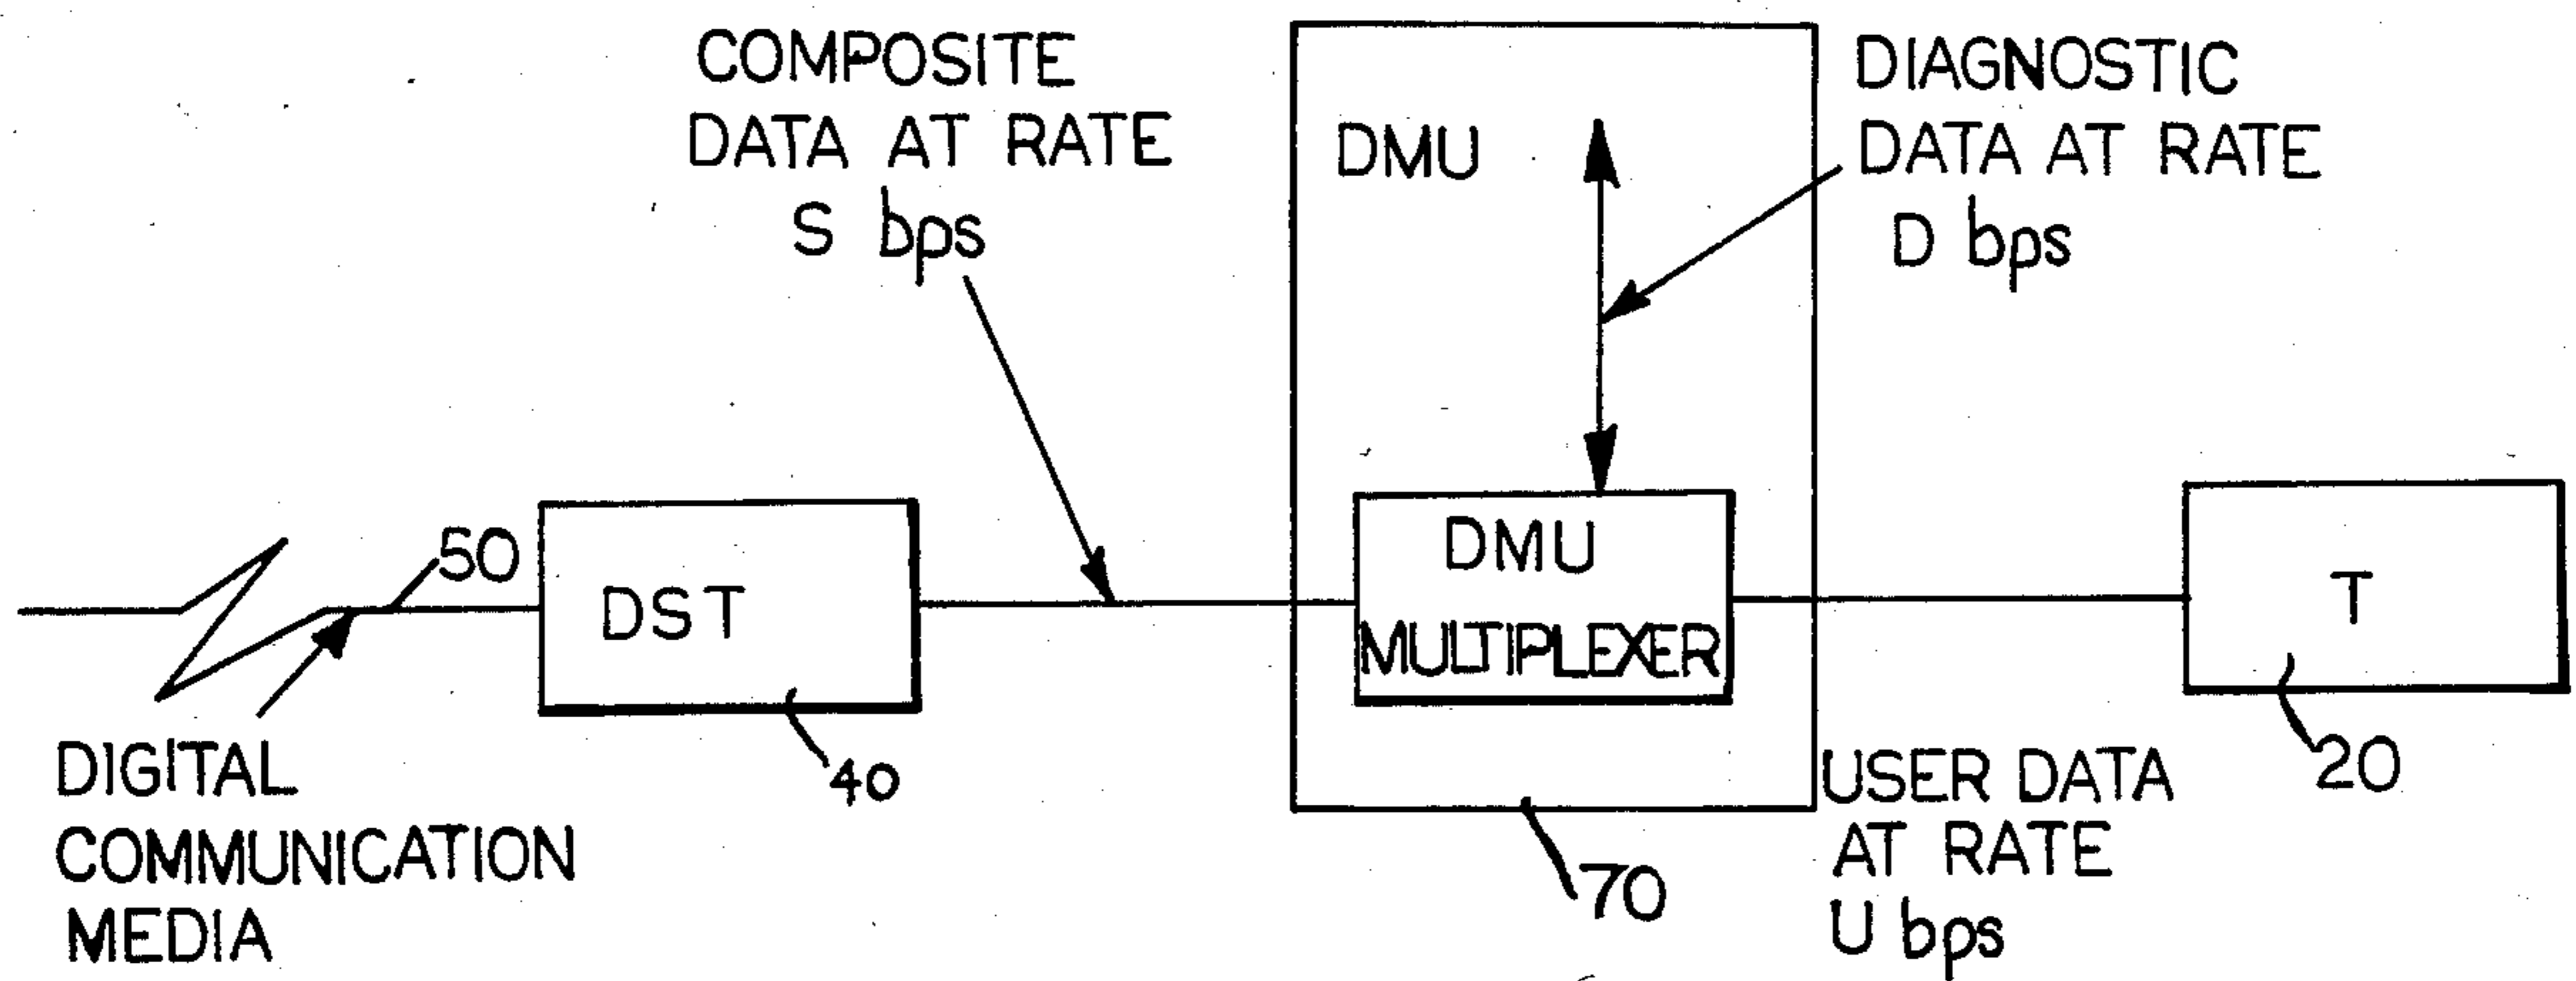 COMPOSITE
DATA AT RATE
S bps
DMU
DIAGNOSTIC
DATA AT RATE
D bps
50
DST
40
DMU
MULTIPLEXER
T
20
DIGITAL
COMMUNICATION
MEDIA
70
USER DATA
AT RATE
U bps